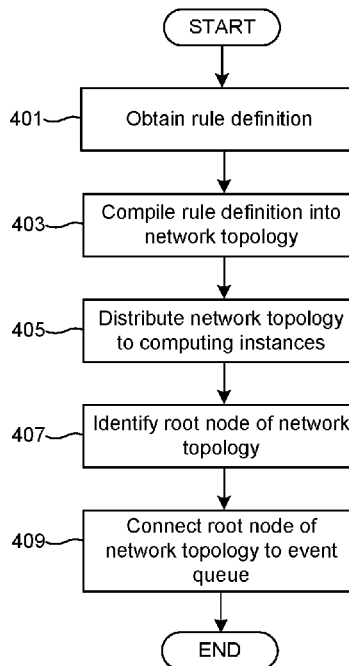 START
401
Obtain rule definition
403
Compile rule definition into
network topology
405
Distribute network topology
to computing instances
407
Identify root node of network
topology
409
Connect root node of
network topology to event
queue
END